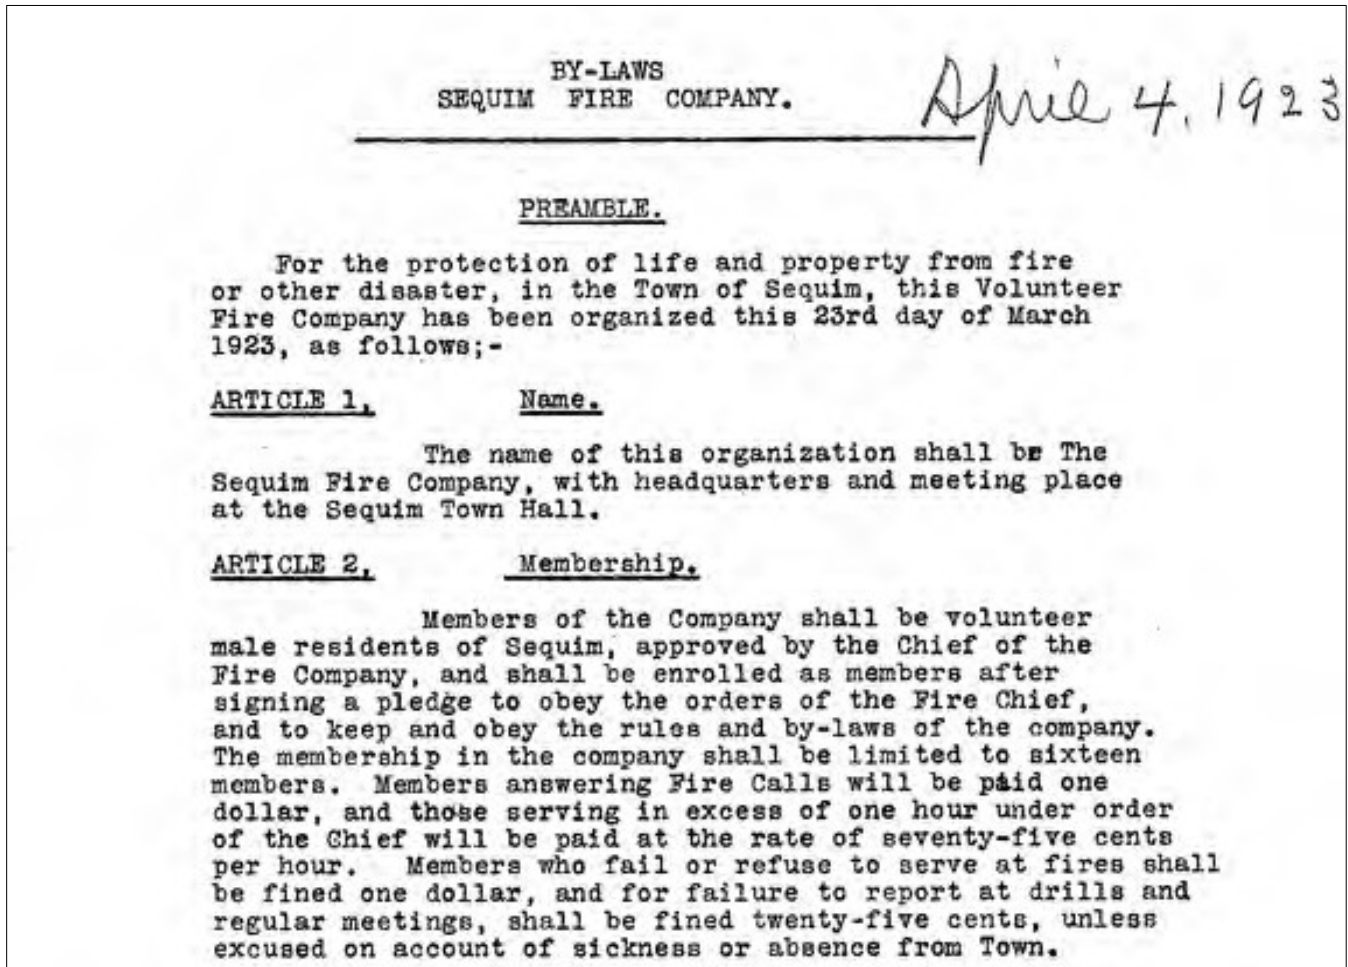 BY-LAWS
SEQUIM FIRE COMPANY.
April 4, 1923
PREAMBLE.
For the protection of life and property from fire
or other disaster, in the Town of Sequim, this Volunteer
Fire Company has been organized this 23rd day of March
1923, as follows;-
ARTICLE 1, Name.
The name of this organization shall be The
Sequim Fire Company, with headquarters and meeting place
at the Sequim Town Hall.
ARTICLE 2, Membership.
Members of the Company shall be volunteer
male residents of Sequim, approved by the Chief of the
Fire Company, and shall be enrolled as members after
signing a pledge to obey the orders of the Fire Chief,
and to keep and obey the rules and by-laws of the company.
The membership in the company shall be limited to sixteen
members. Members answering Fire Calls will be paid one
dollar, and those serving in excess of one hour under order
of the Chief will be paid at the rate of seventy-five cents
per hour. Members who fail or refuse to serve at fires shall
be fined one dollar, and for failure to report at drills and
regular meetings, shall be fined twenty-five cents, unless
excused on account of sickness or absence from Town.